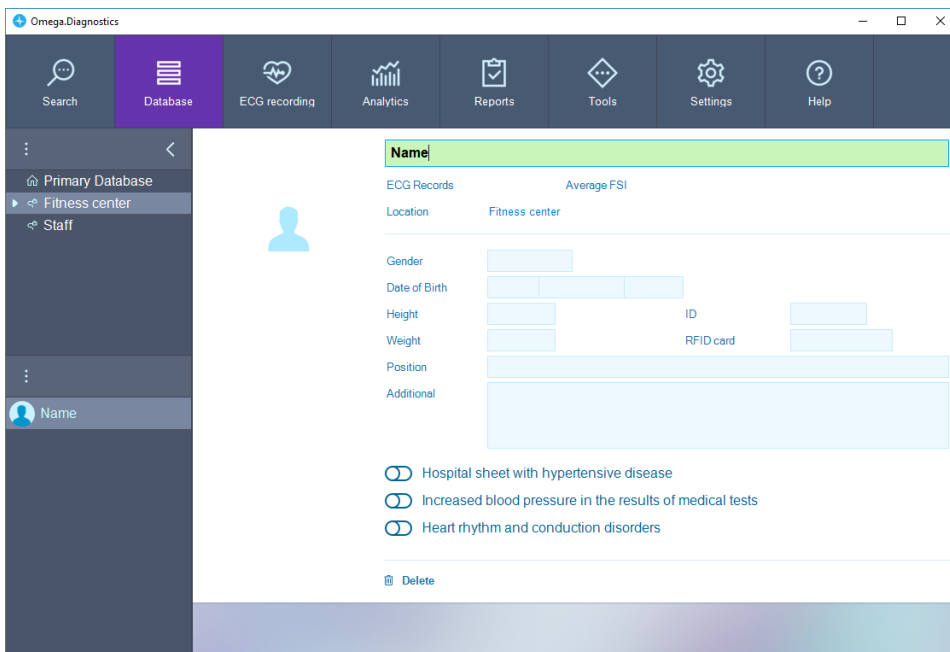 Omega.Diagnostics
Search Database ECG recording Analytics Reports Tools Settings Help
Primary Database
Fitness center
Staff
Name
Name
ECG Records Average FSI
Location Fitness center
Gender
Date of Birth
Height ID
Weight RFID card
Position
Additional
Hospital sheet with hypertensive disease
Increased blood pressure in the results of medical tests
Heart rhythm and conduction disorders
Delete